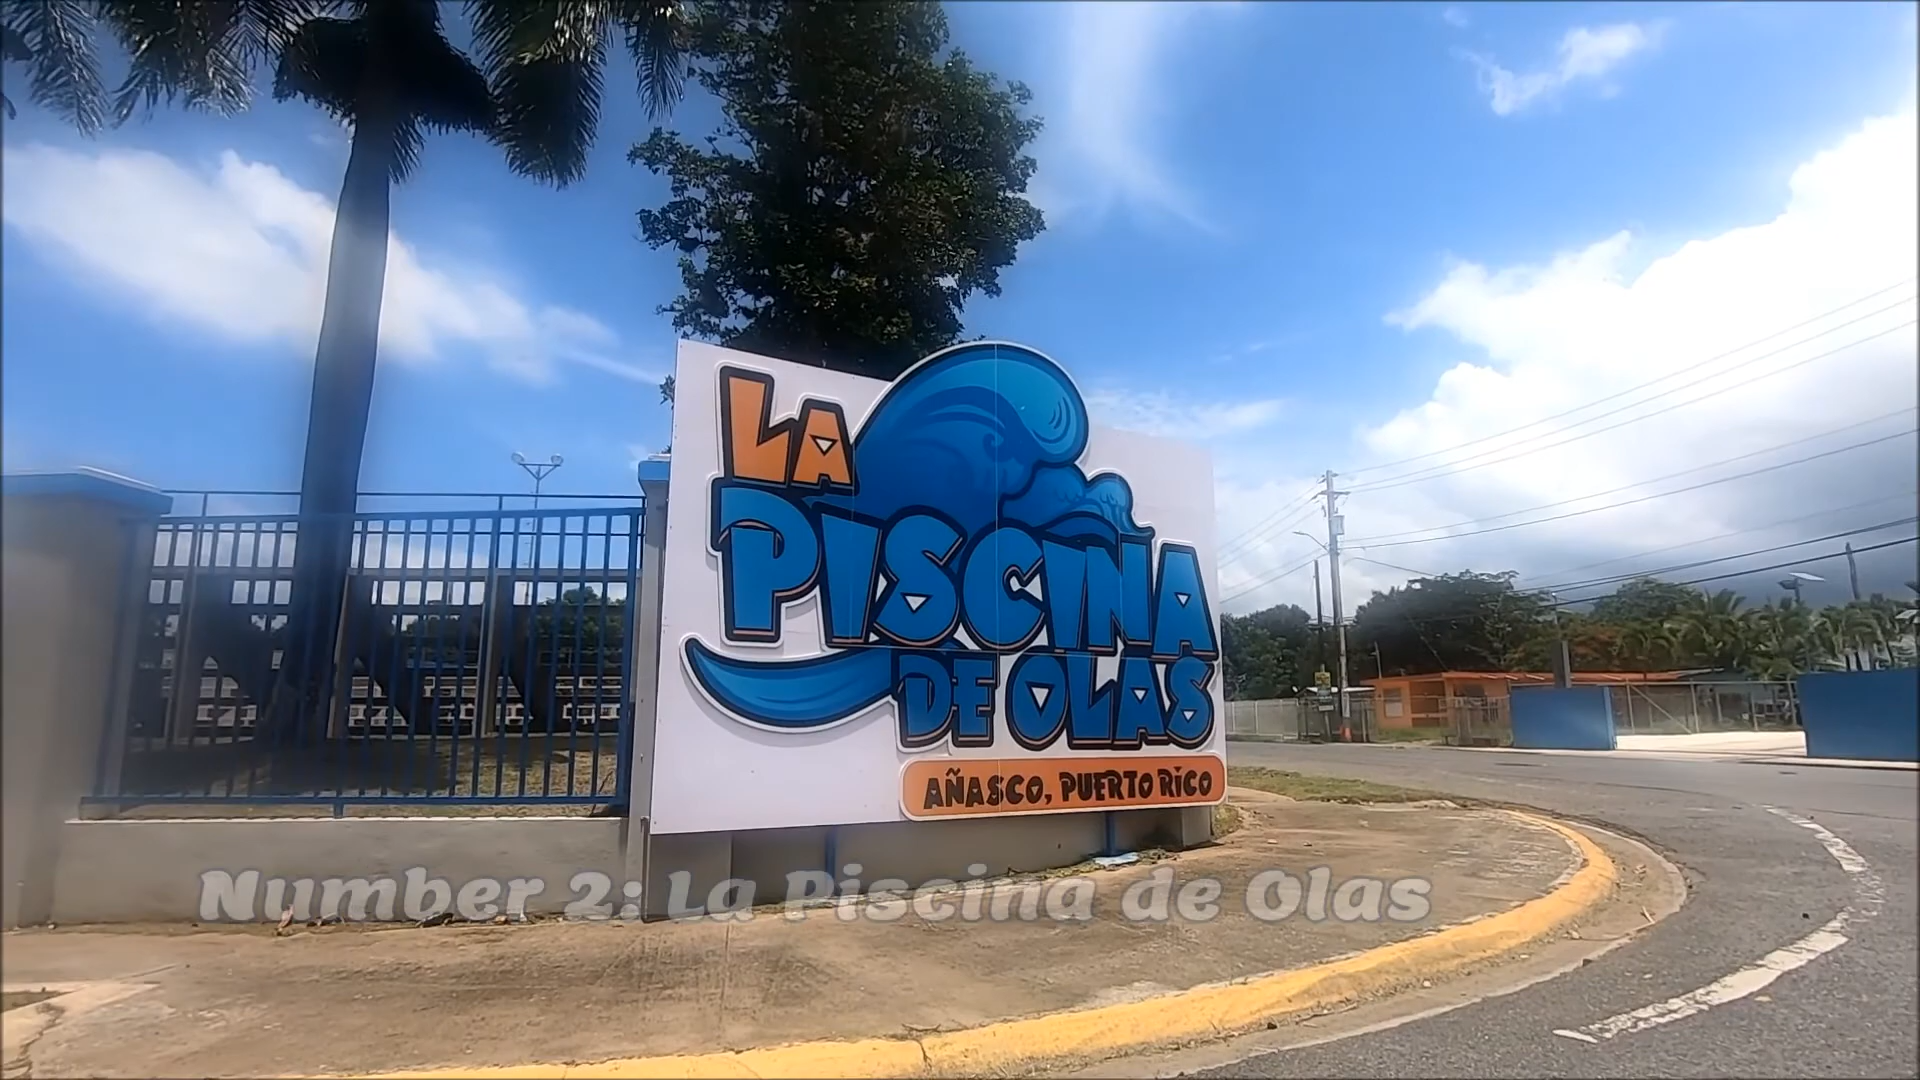 LA
PISCINA
DE OLAS
AÑASCO, PUERTO RICO
Number 2: La Piscina de Olas